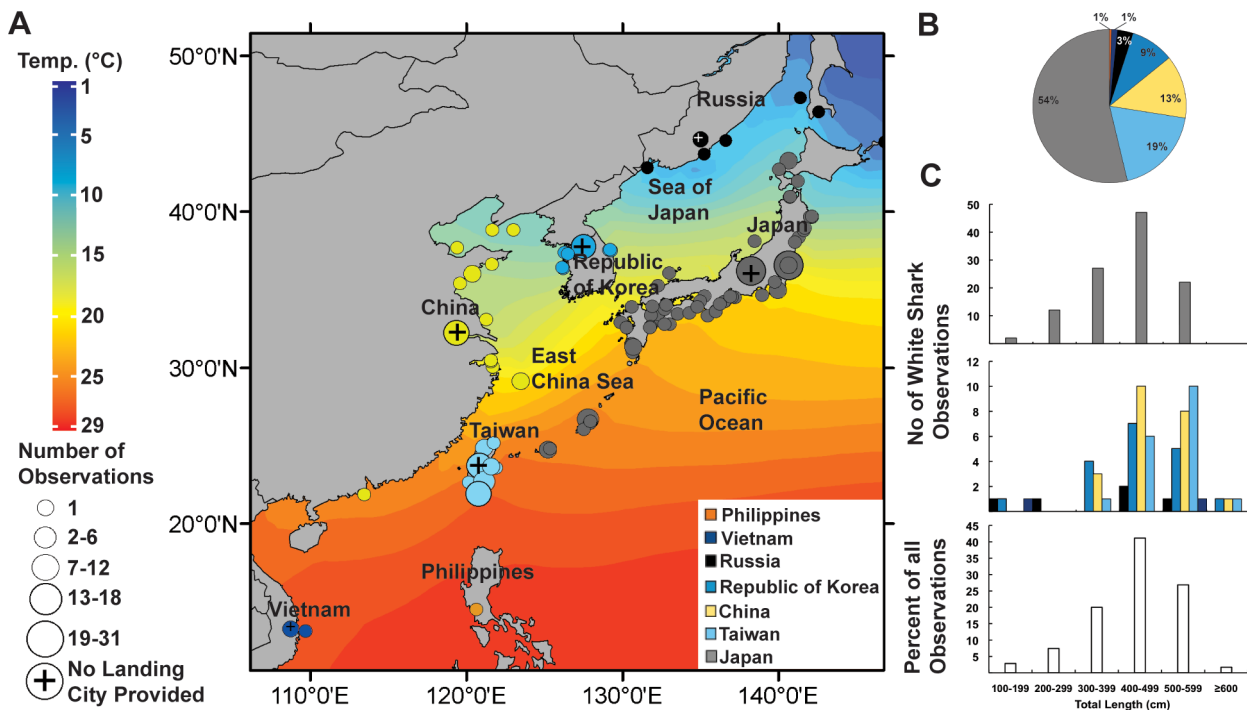 A
Temp. (°C)
1
5
10
15
20
25
29
Number of
Observations
1
2-6
7-12
13-18
19-31
No Landing
City Provided
50°0'N
40°0'N
30°0'N
20°0'N
110°0'E
120°0'E
130°0'E
140°0'E
Russia
Sea of
Japan
Japan
Republic
of Korea
China
East
China Sea
Pacific
Ocean
Taiwan
Philippines
Vietnam
Philippines
Vietnam
Russia
Republic of Korea
China
Taiwan
Japan
B
1%
1%
3%
9%
13%
19%
54%
C
No of White Shark
Observations
50
40
30
20
10
12
10
8
6
4
2
Percent of all
Observations
45
40
35
30
25
20
15
10
5
100-199 200-299 300-399 400-499 500-599 ≥600
Total Length (cm)